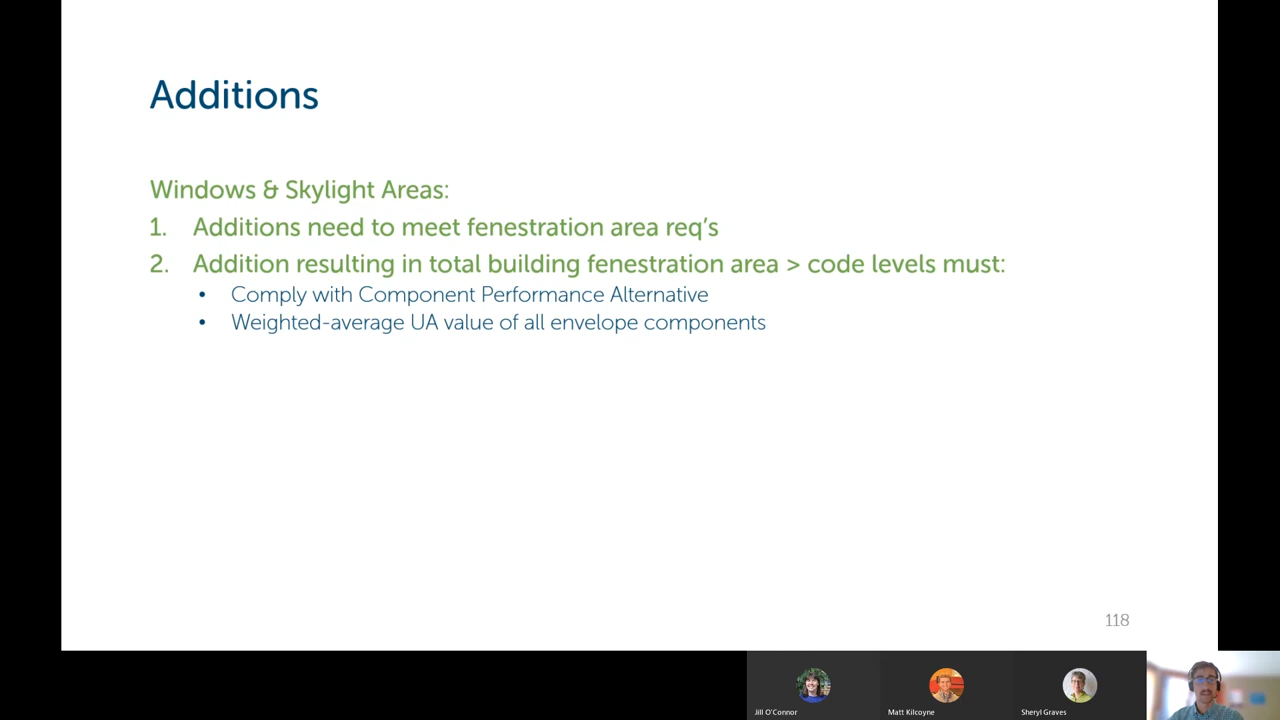 Additions
Windows & Skylight Areas:
1. Additions need to meet fenestration area req's
2. Addition resulting in total building fenestration area > code levels must:
• Comply with Component Performance Alternative
• Weighted-average UA value of all envelope components
118
Jill O'Connor
Matt Kilcoyne
Sheryl Graves